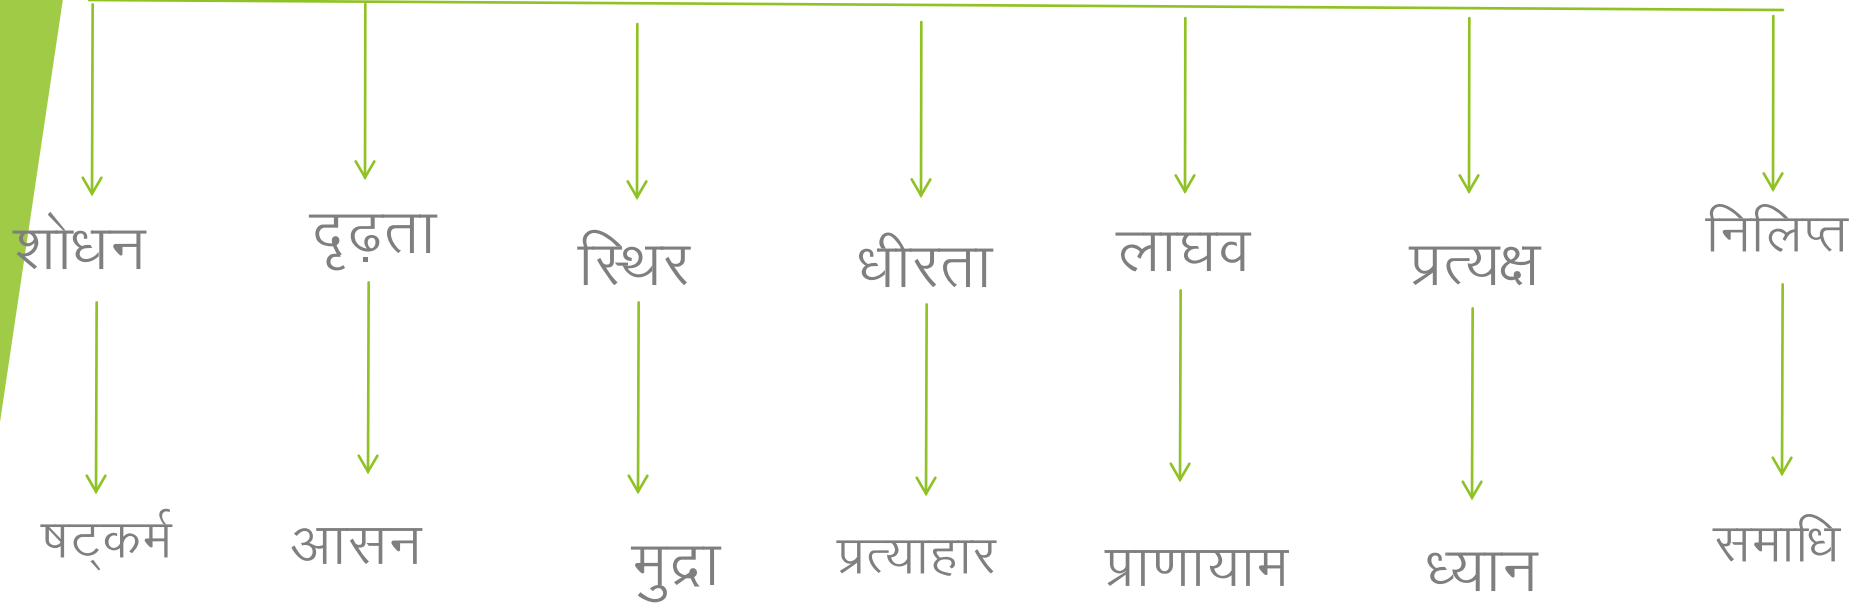 शोधन दृढ़ता स्थिर धीरता लाघव प्रत्यक्ष निलिप्त
षट्कर्म आसन मुद्रा प्रत्याहार प्राणायाम ध्यान समाधि